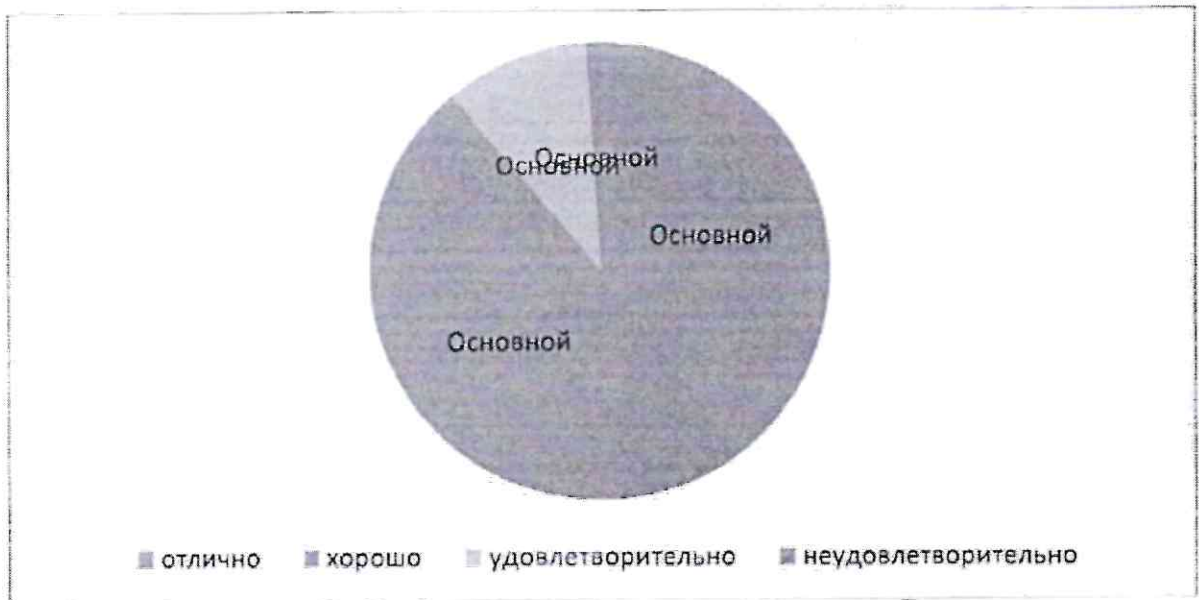 Основной
Основной
Основной
Основной
отлично хорошо удовлетворительно неудовлетворительно